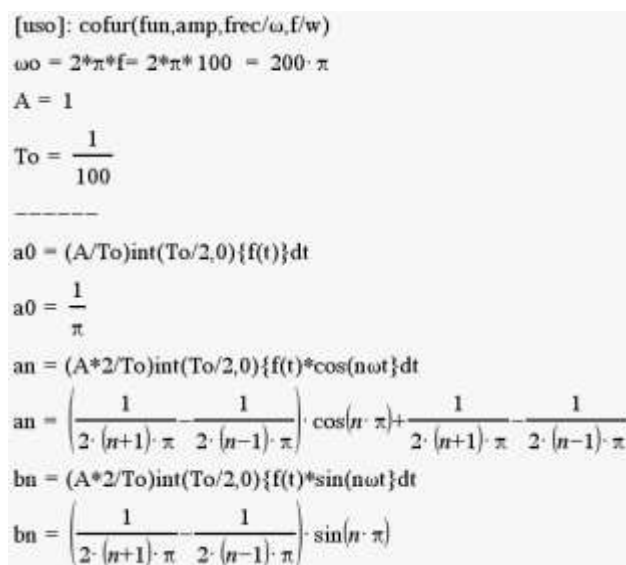 [uso]: cofur(fun,amp,frec/ω,f/w)
ωo = 2*π*f= 2*π*100 = 200·π
A = 1
To = 1/100
------
a0 = (A/To)int(To/2,0){f(t)}dt
a0 = 1/π
an = (A*2/To)int(To/2,0){f(t)*cos(nωt}dt
an = (1/(2·(n+1)·π) - 1/(2·(n-1)·π))·cos(n·π)+1/(2·(n+1)·π) - 1/(2·(n-1)·π)
bn = (A*2/To)int(To/2,0){f(t)*sin(nωt}dt
bn = (1/(2·(n+1)·π) - 1/(2·(n-1)·π))·sin(n·π)